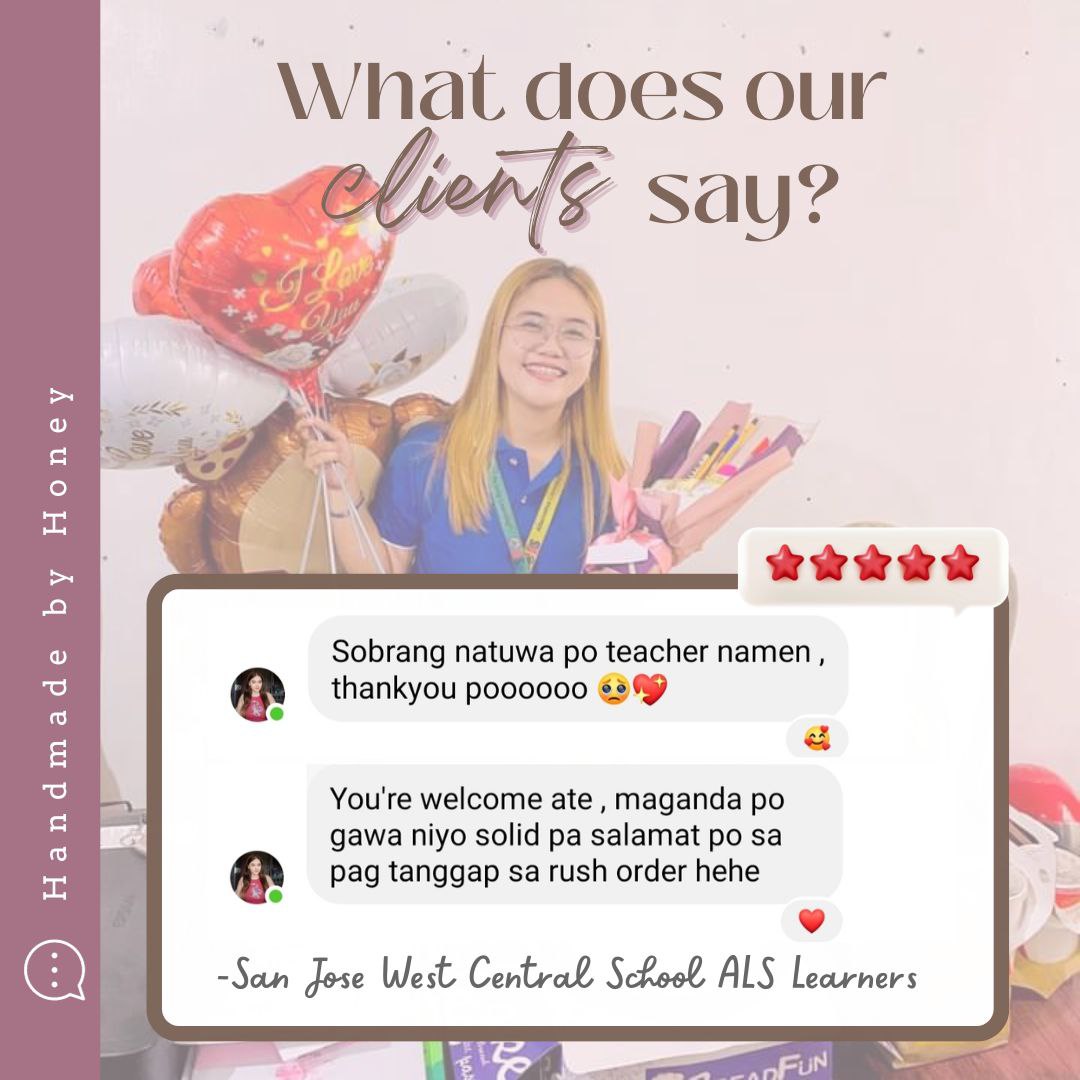 What does our
clients say?
I Love
You
Love
you
Handmade by Honey
Sobrang natuwa po teacher namen ,
thankyou poooooo 🥺💖
🥰
You're welcome ate , maganda po
gawa niyo solid pa salamat po sa
pag tanggap sa rush order hehe
❤️
-San Jose West Central School ALS Learners